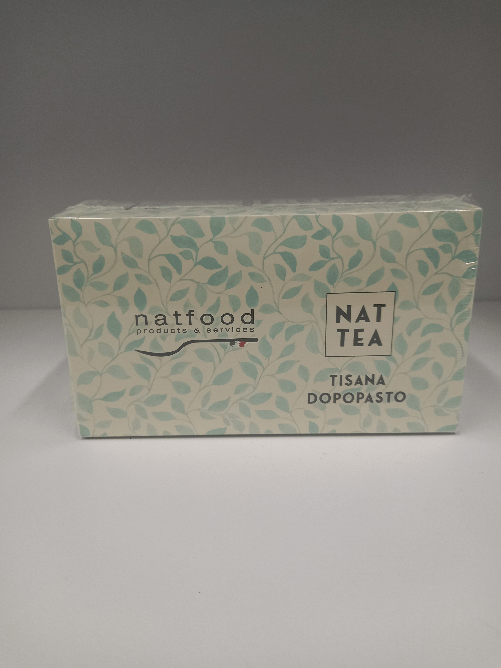 natfood
products & services
NAT
TEA
TISANA
DOPOPASTO